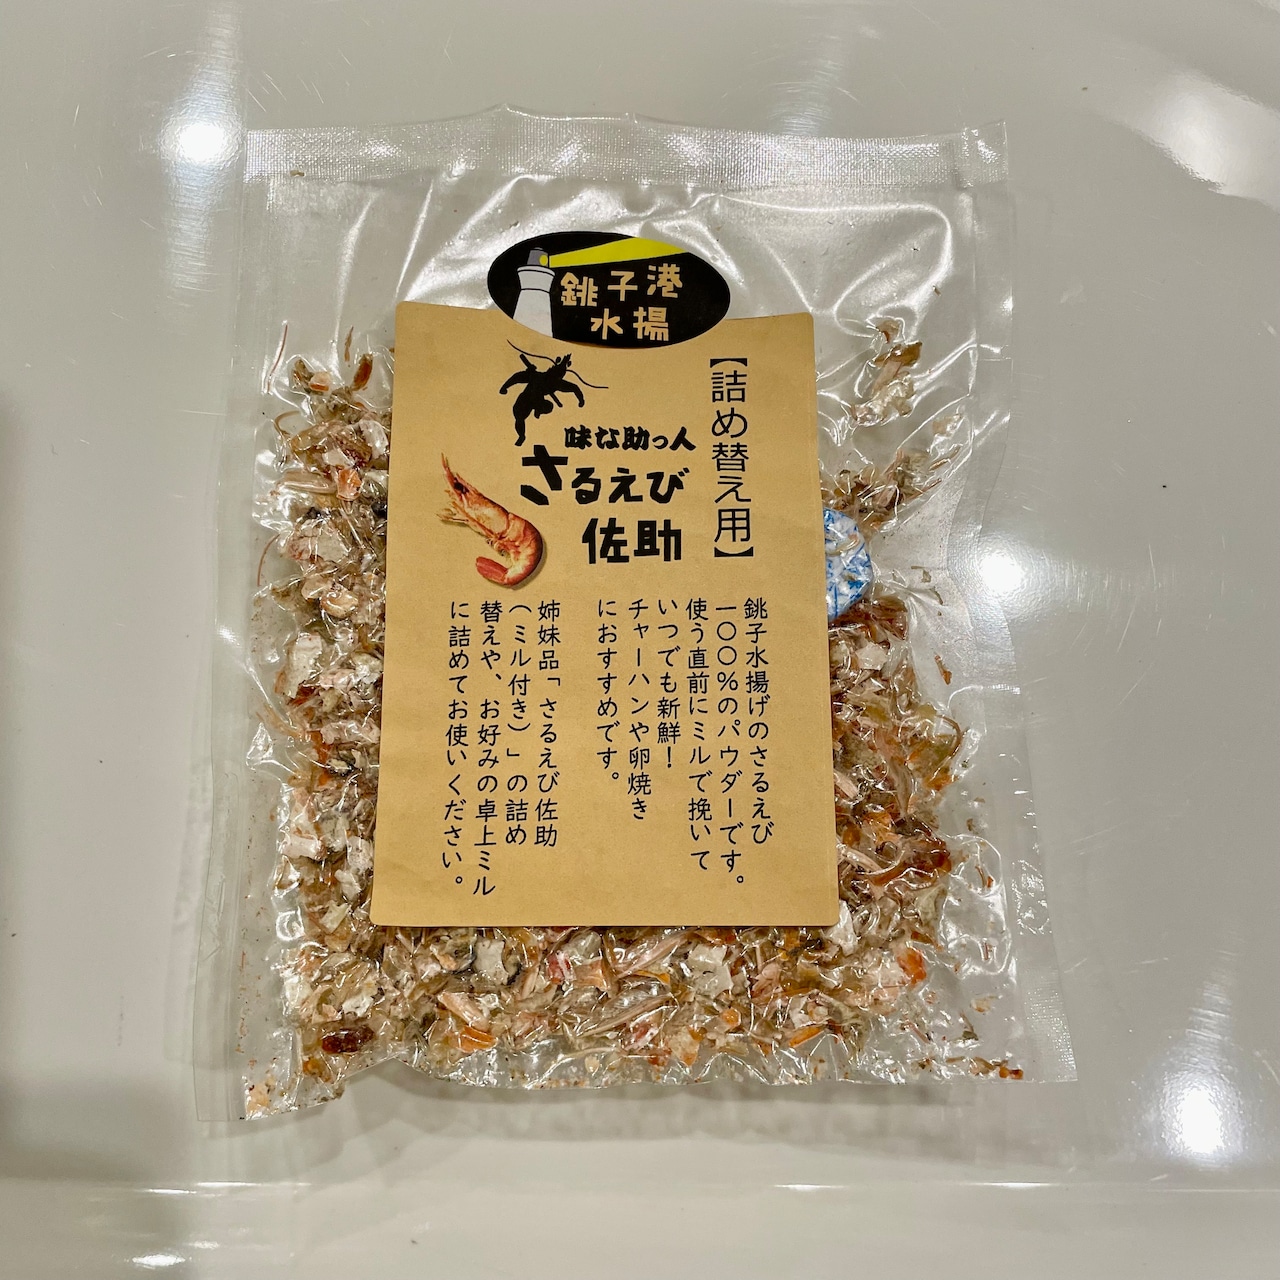 銚子港
水揚
【詰め替え用】
味な助っ人
さるえび
佐助
銚子水揚げのさるえび
一〇〇％のパウダーです。
使う直前にミルで挽いて
いつでも新鮮！
チャーハンや卵焼き
におすすめです。
姉妹品「さるえび佐助
（ミル付き）」の詰め
替えや、お好みの卓上ミル
に詰めてお使いください。